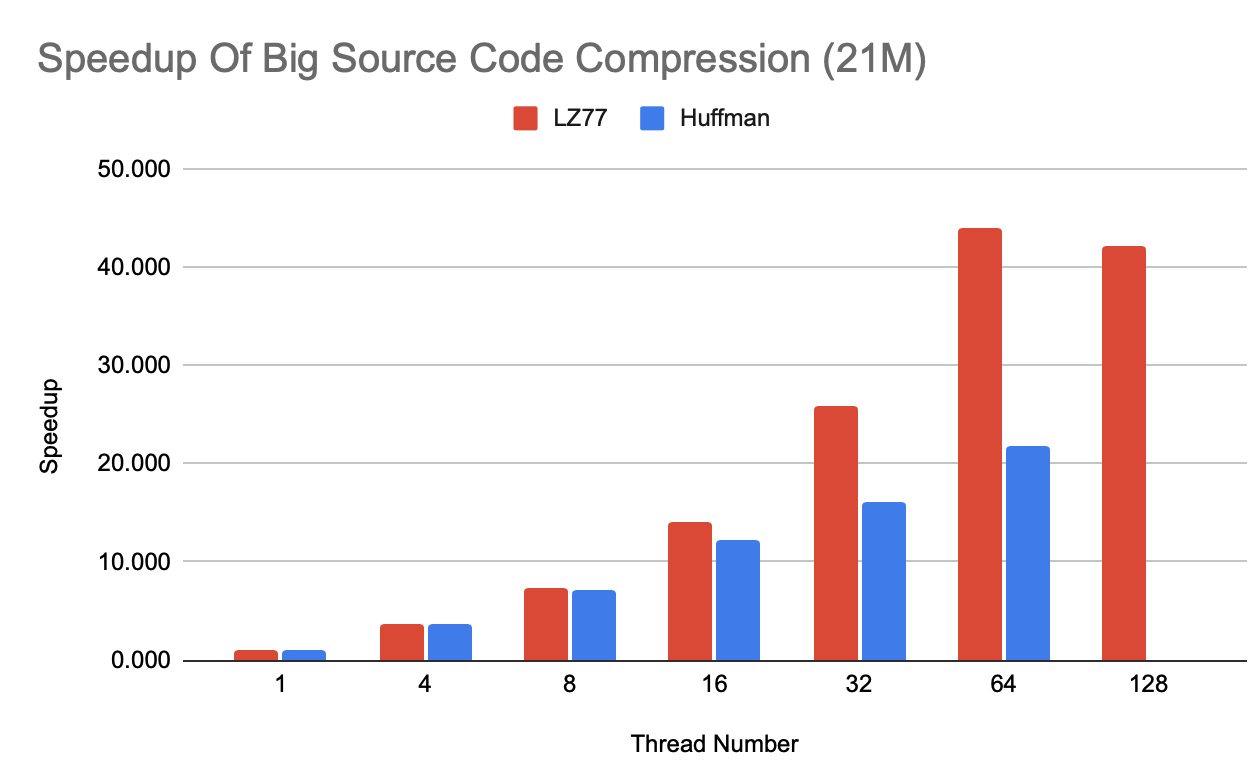 Speedup Of Big Source Code Compression (21M)
LZ77 Huffman
50.000
40.000
30.000
20.000
10.000
0.000
Speedup
1 4 8 16 32 64 128
Thread Number